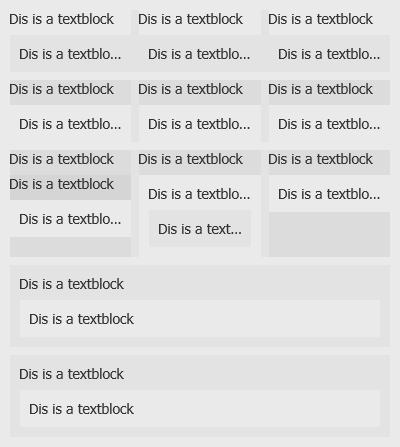 Dis is a textblock Dis is a textblock Dis is a textblock
Dis is a textblo... Dis is a textblo... Dis is a textblo...
Dis is a textblock Dis is a textblock Dis is a textblock
Dis is a textblo... Dis is a textblo... Dis is a textblo...
Dis is a textblock Dis is a textblock Dis is a textblock
Dis is a textblock
Dis is a textblo... Dis is a textblo...
Dis is a textblo...
Dis is a text...
Dis is a textblock
Dis is a textblock
Dis is a textblock
Dis is a textblock